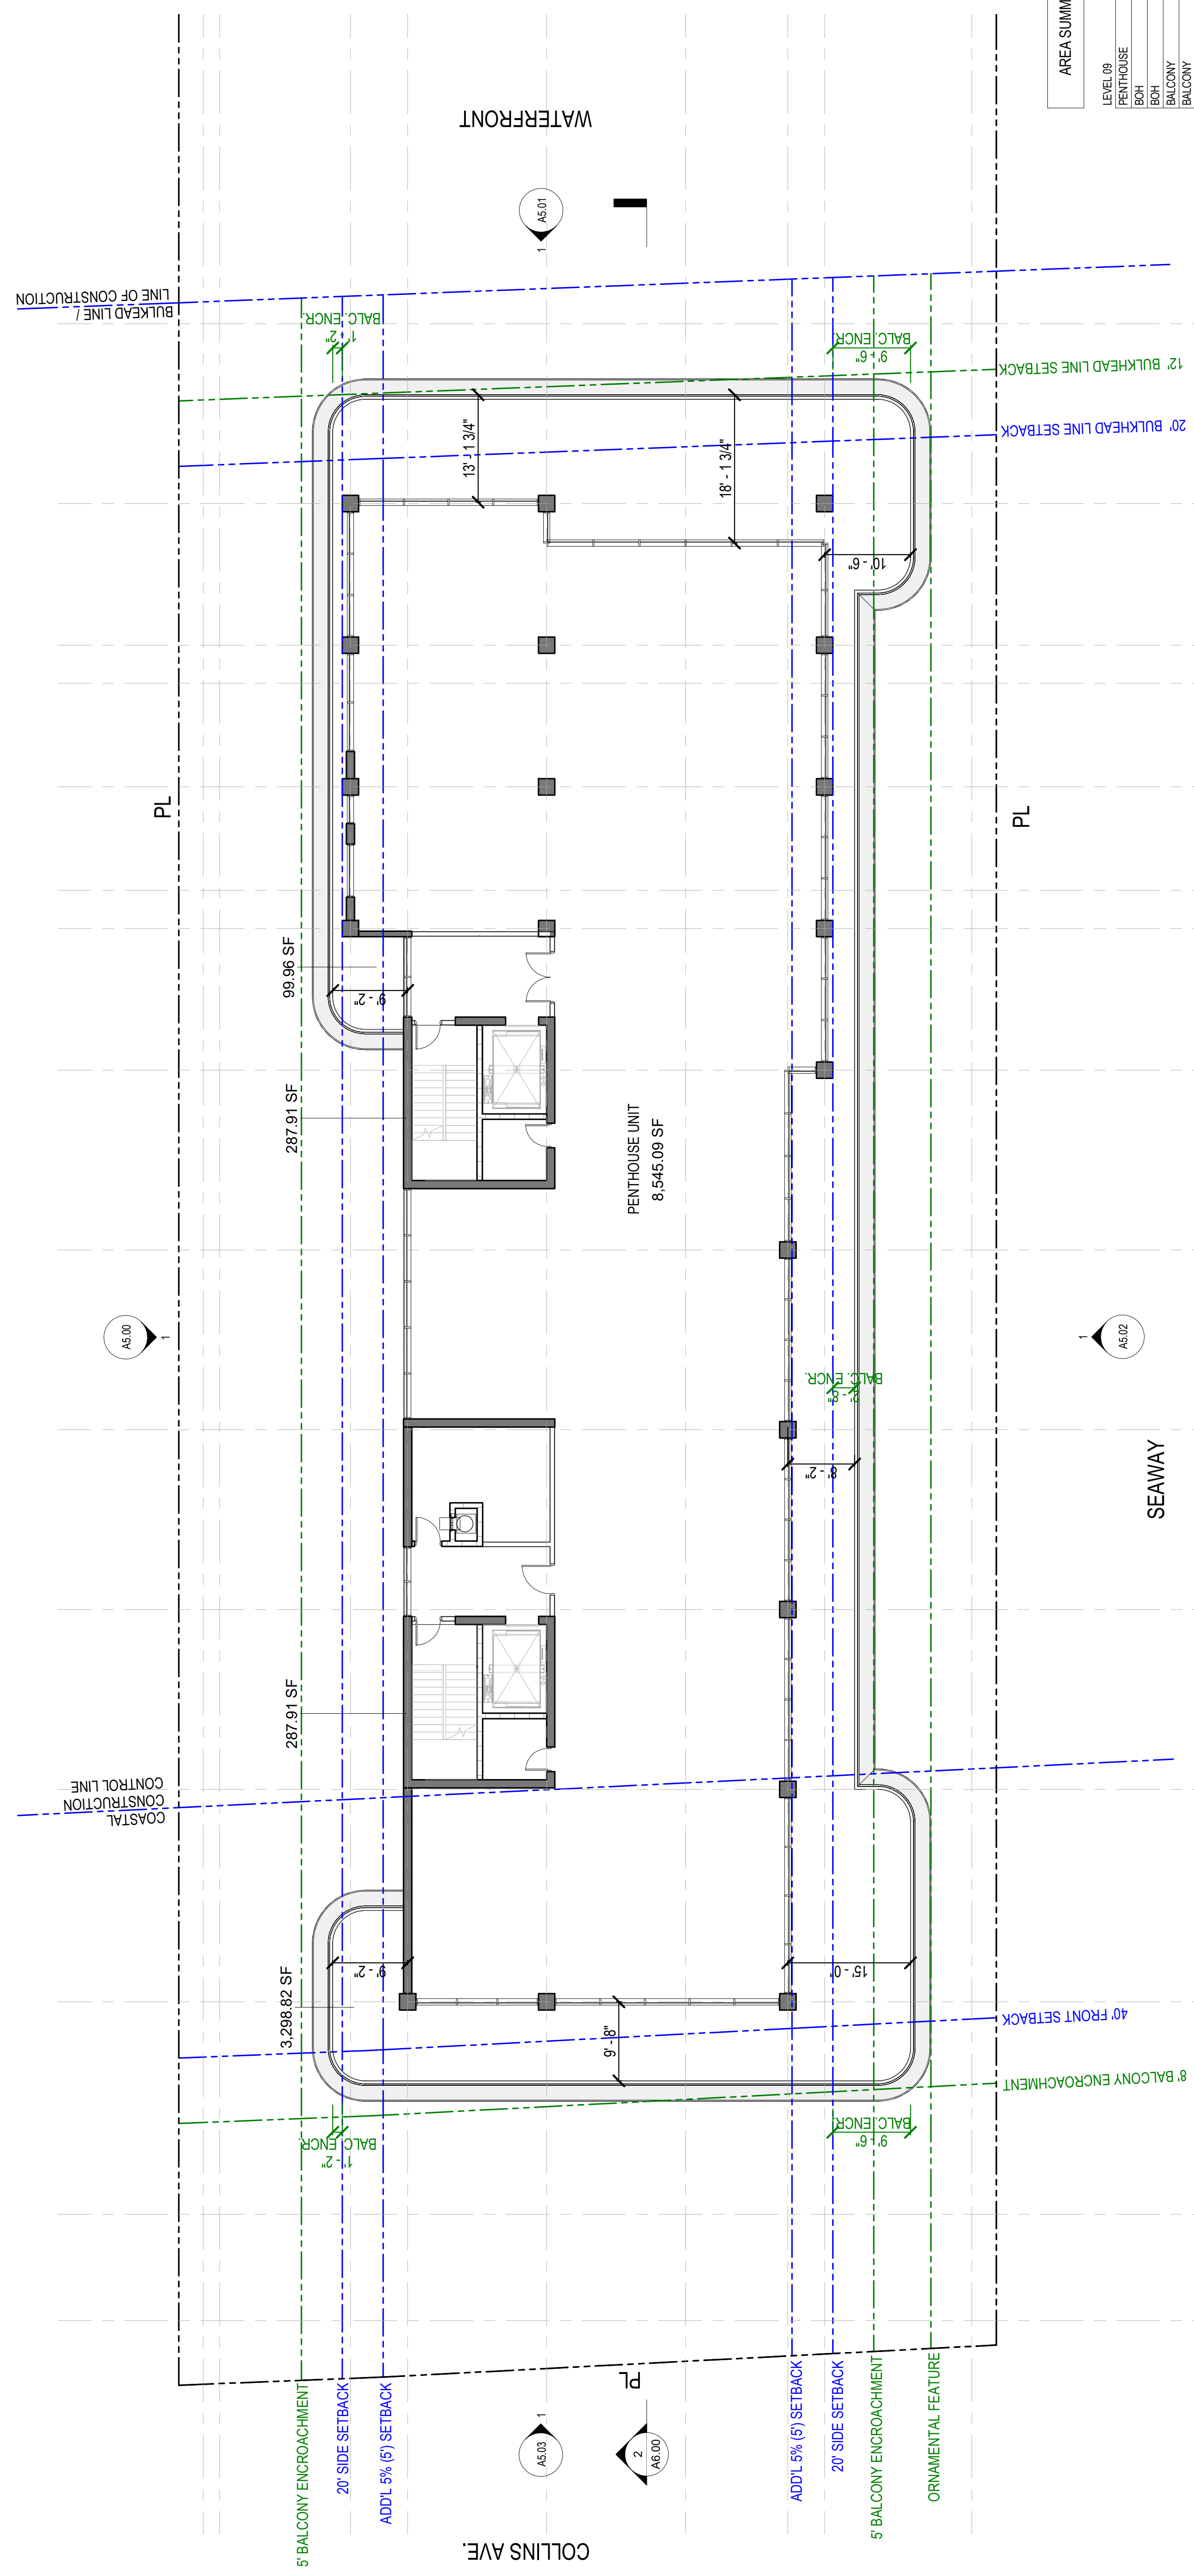 AREA SUMM
LEVEL 09
PENTHOUSE
BOH
BOH
BALCONY
BALCONY
WATERFRONT
A5.01
1
BULKHEAD LINE /
LINE OF CONSTRUCTION
1' - 2"
BALC. ENCR.
9' - 6"
BALC. ENCR.
12' BULKHEAD LINE SETBACK
20' BULKHEAD LINE SETBACK
13' - 1 3/4"
18' - 1 3/4"
10' - 6"
PL
PL
99.96 SF
9' - 2"
287.91 SF
PENTHOUSE UNIT
8,545.09 SF
A5.00
1
1
A5.02
BALC. ENCR.
8' - 2"
SEAWAY
287.91 SF
COASTAL
CONSTRUCTION
CONTROL LINE
3,298.82 SF
9' - 2"
15' - 0"
9' - 8"
40' FRONT SETBACK
8' BALCONY ENCROACHMENT
1' - 2"
BALC. ENCR.
9' - 6"
BALC. ENCR.
PL
5' BALCONY ENCROACHMENT
20' SIDE SETBACK
ADD'L 5% (5') SETBACK
A5.03
1
2
A6.00
ADD'L 5% (5') SETBACK
20' SIDE SETBACK
5' BALCONY ENCROACHMENT
ORNAMENTAL FEATURE
COLLINS AVE.